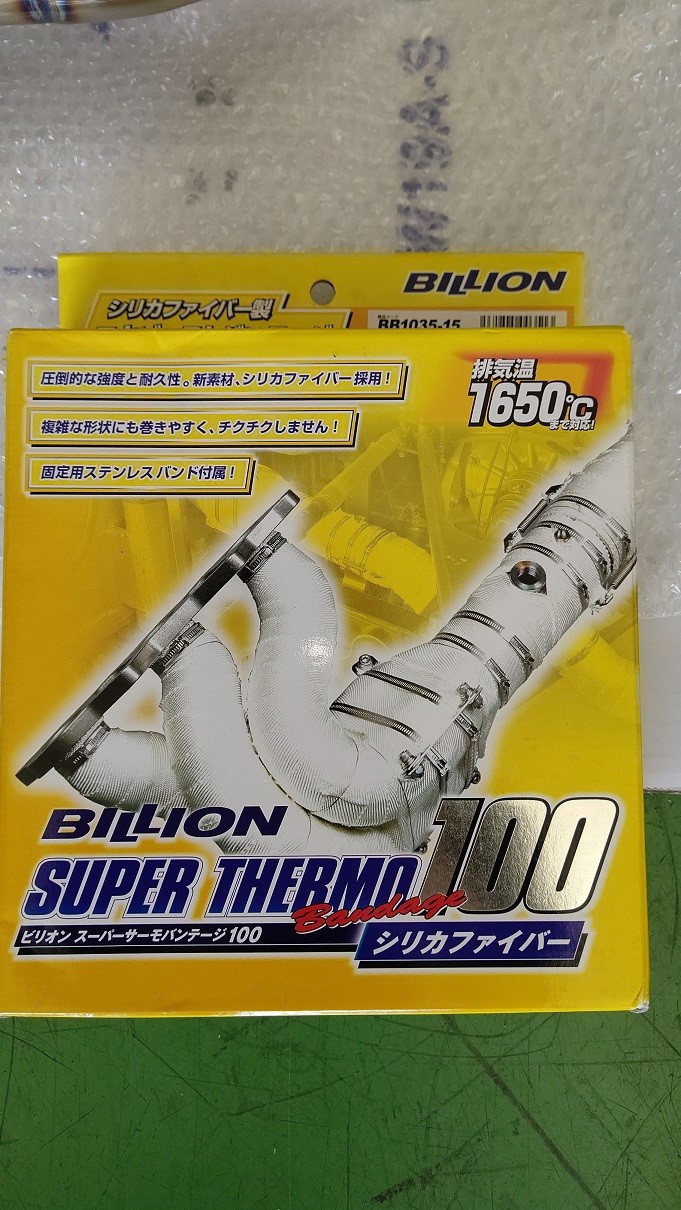 BILLION
シリカファイバー製
BB1035-15
圧倒的な強度と耐久性。新素材、シリカファイバー採用！
排気温
1650℃
まで対応!
複雑な形状にも巻きやすく、チクチクしません！
固定用ステンレスバンド付属！
BILLION
SUPER THERMO 100
Bandage
ビリオン スーパーサーモバンテージ100
シリカファイバー